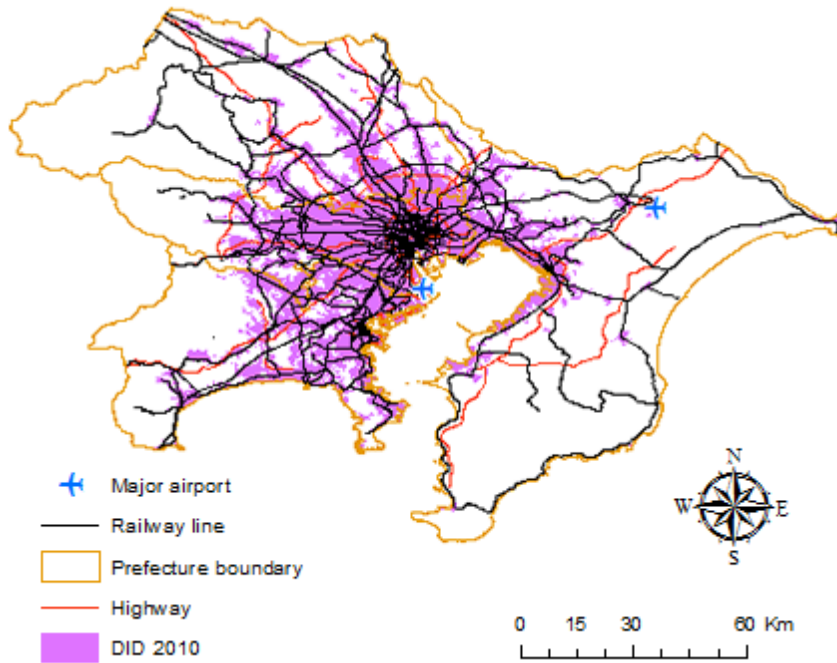 Major airport
Railway line
Prefecture boundary
Highway
DID 2010
N
W E
S
0 15 30 60 Km